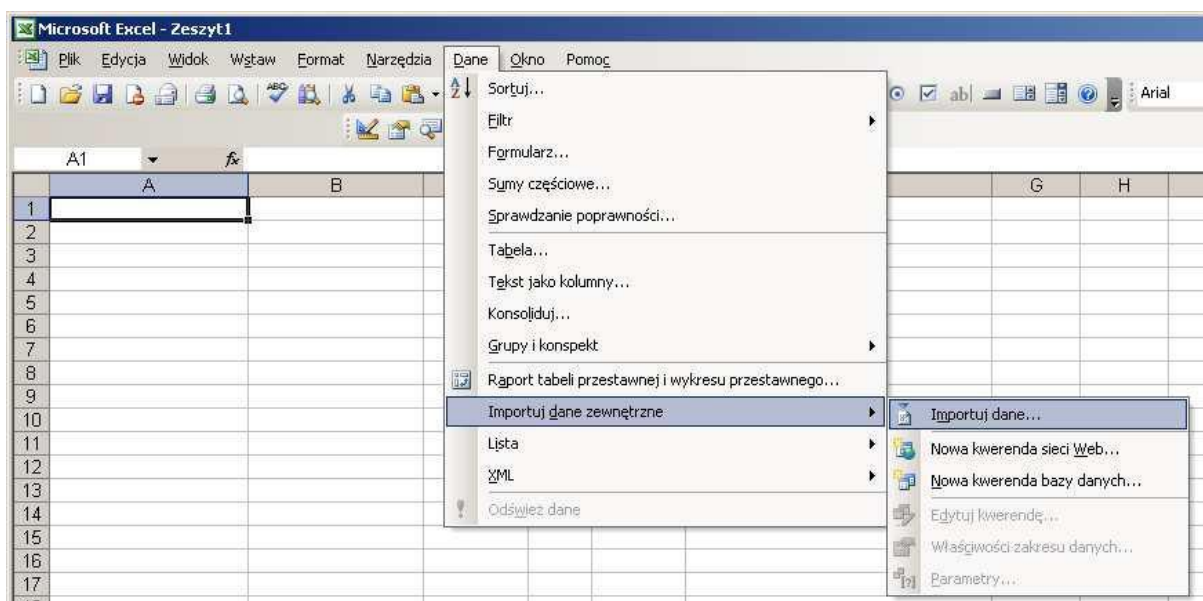 Microsoft Excel - Zeszyt1
Plik Edycja Widok Wstaw Format Narzędzia Dane Okno Pomoc
ABC
ab|
Arial
A1
fx
A B G H
1
2
3
4
5
6
7
8
9
10
11
12
13
14
15
16
17
Sortuj...
Filtr
Formularz...
Sumy częściowe...
Sprawdzanie poprawności...
Tabela...
Tekst jako kolumny...
Konsoliduj...
Grupy i konspekt
Raport tabeli przestawnej i wykresu przestawnego...
Importuj dane zewnętrzne
Lista
XML
Odśwież dane
Importuj dane...
Nowa kwerenda sieci Web...
Nowa kwerenda bazy danych...
Edytuj kwerendę...
Właściwości zakresu danych...
Parametry...